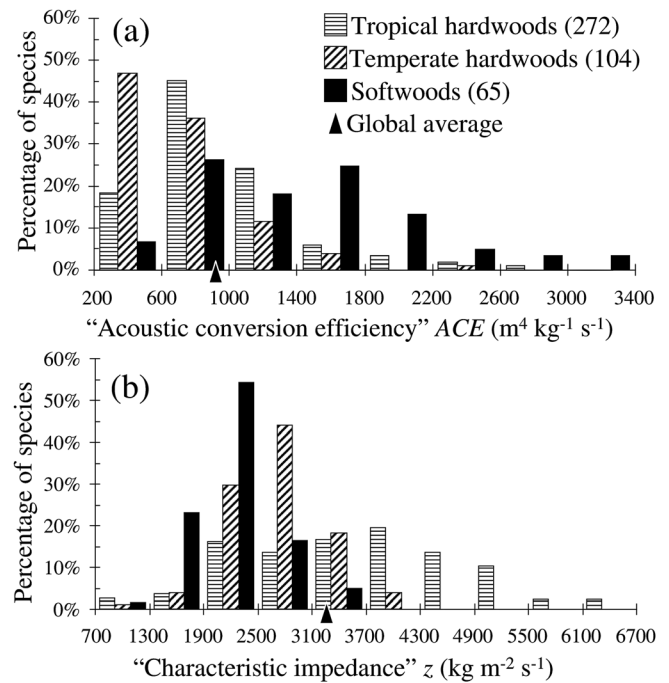 60%
50%
40%
30%
20%
10%
0%
Percentage of species
(a)
Tropical hardwoods (272)
Temperate hardwoods (104)
Softwoods (65)
Global average
200 600 1000 1400 1800 2200 2600 3000 3400
“Acoustic conversion efficiency” ACE (m⁴ kg⁻¹ s⁻¹)
60%
50%
40%
30%
20%
10%
0%
Percentage of species
(b)
700 1300 1900 2500 3100 3700 4300 4900 5500 6100 6700
“Characteristic impedance” z (kg m⁻² s⁻¹)